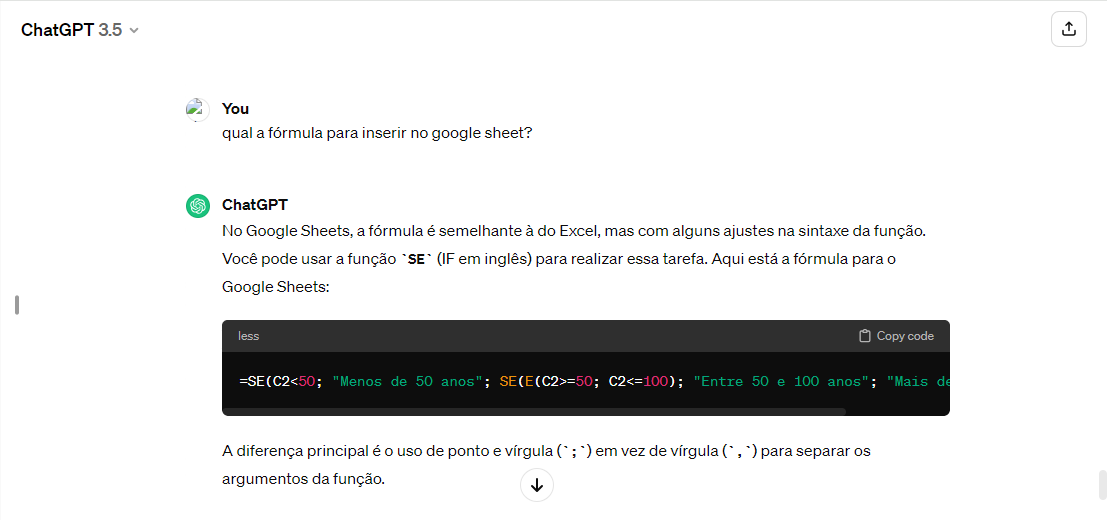 ChatGPT 3.5
You
qual a fórmula para inserir no google sheet?
ChatGPT
No Google Sheets, a fórmula é semelhante à do Excel, mas com alguns ajustes na sintaxe da função.
Você pode usar a função `SE` (IF em inglês) para realizar essa tarefa. Aqui está a fórmula para o
Google Sheets:
less
Copy code
=SE(C2<50; "Menos de 50 anos"; SE(E(C2>=50; C2<=100); "Entre 50 e 100 anos"; "Mais de
A diferença principal é o uso de ponto e vírgula (`;`) em vez de vírgula (`,`) para separar os
argumentos da função.